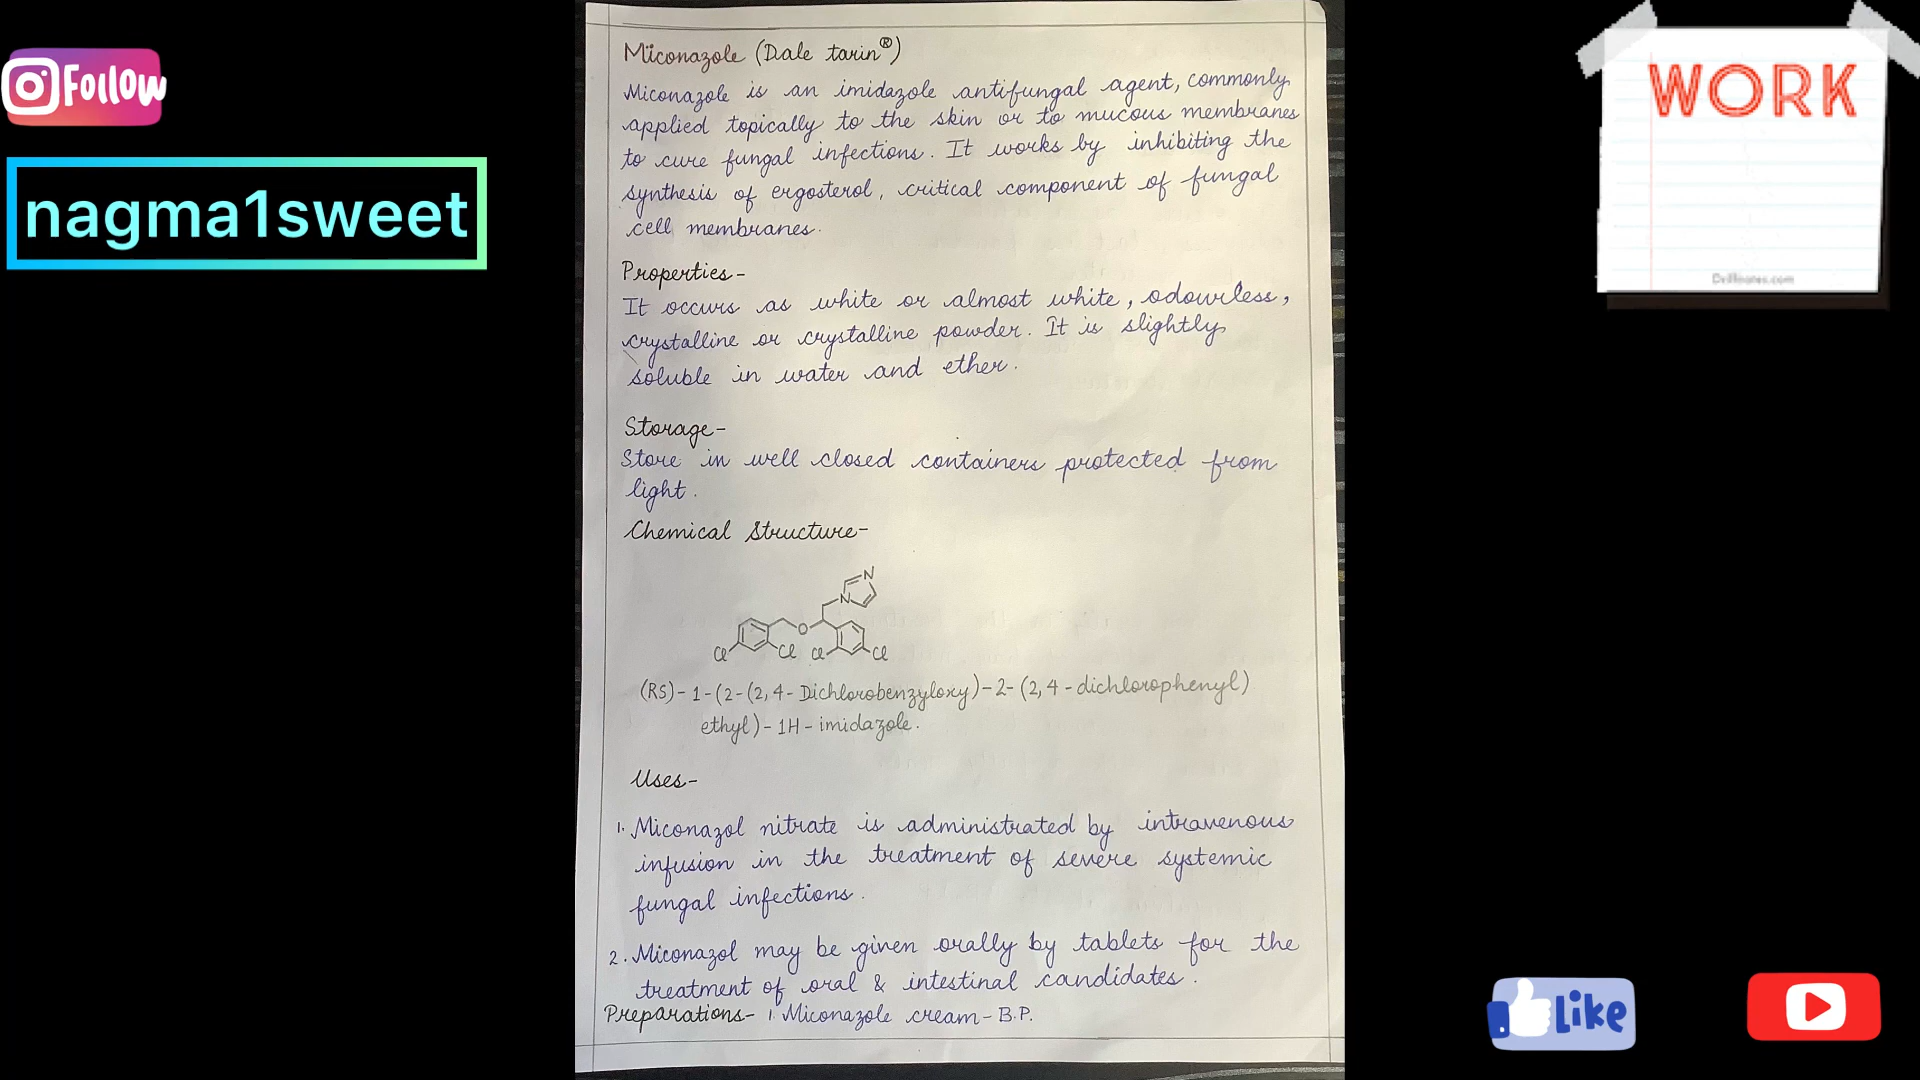 Follow
nagma1sweet
WORK
Miconazole (Dale tarin®)
Miconazole is an imidazole antifungal agent, commonly
applied topically to the skin or to mucous membranes
to cure fungal infections. It works by inhibiting the
synthesis of ergosterol, critical component of fungal
cell membranes.
Properties-
It occurs as white or almost white, odourless,
crystalline or crystalline powder. It is slightly
soluble in water and ether.
Storage-
Store in well closed containers protected from
light.
Chemical Structure-
N
N
O
Cl Cl Cl Cl
(RS)-1-(2-(2,4-Dichlorobenzyloxy)-2-(2,4-dichlorophenyl)
ethyl)-1H-imidazole.
Uses-
1. Miconazol nitrate is administrated by intravenous
infusion in the treatment of severe systemic
fungal infections.
2. Miconazol may be given orally by tablets for the
treatment of oral & intestinal candidates.
Preparations- 1. Miconazole cream-B.P.
Like